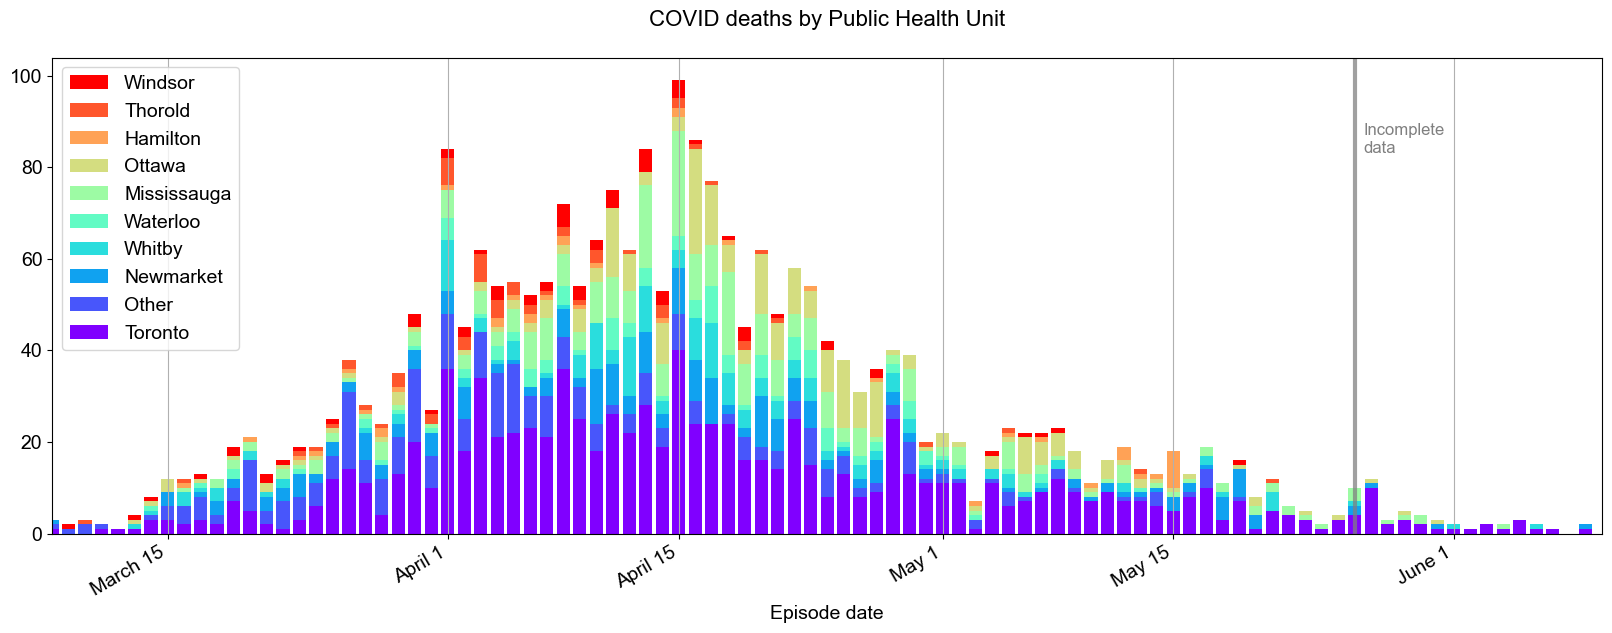 COVID deaths by Public Health Unit
100
80
60
40
20
0
Windsor
Thorold
Hamilton
Ottawa
Mississauga
Waterloo
Whitby
Newmarket
Other
Toronto
Incomplete
data
March 15
April 1
April 15
May 1
May 15
June 1
Episode date